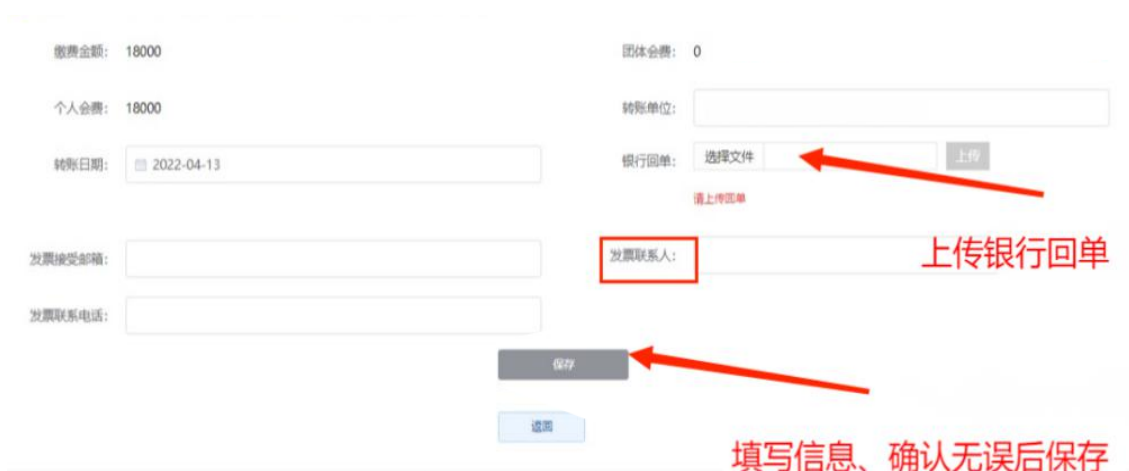 缴费金额： 18000 团体会费： 0
个人会费： 18000 转账单位：
转账日期： 2022-04-13 银行回单： 选择文件 上传
请上传回单
发票接受邮箱： 发票联系人： 上传银行回单
发票联系电话：
保存
返回
填写信息、确认无误后保存